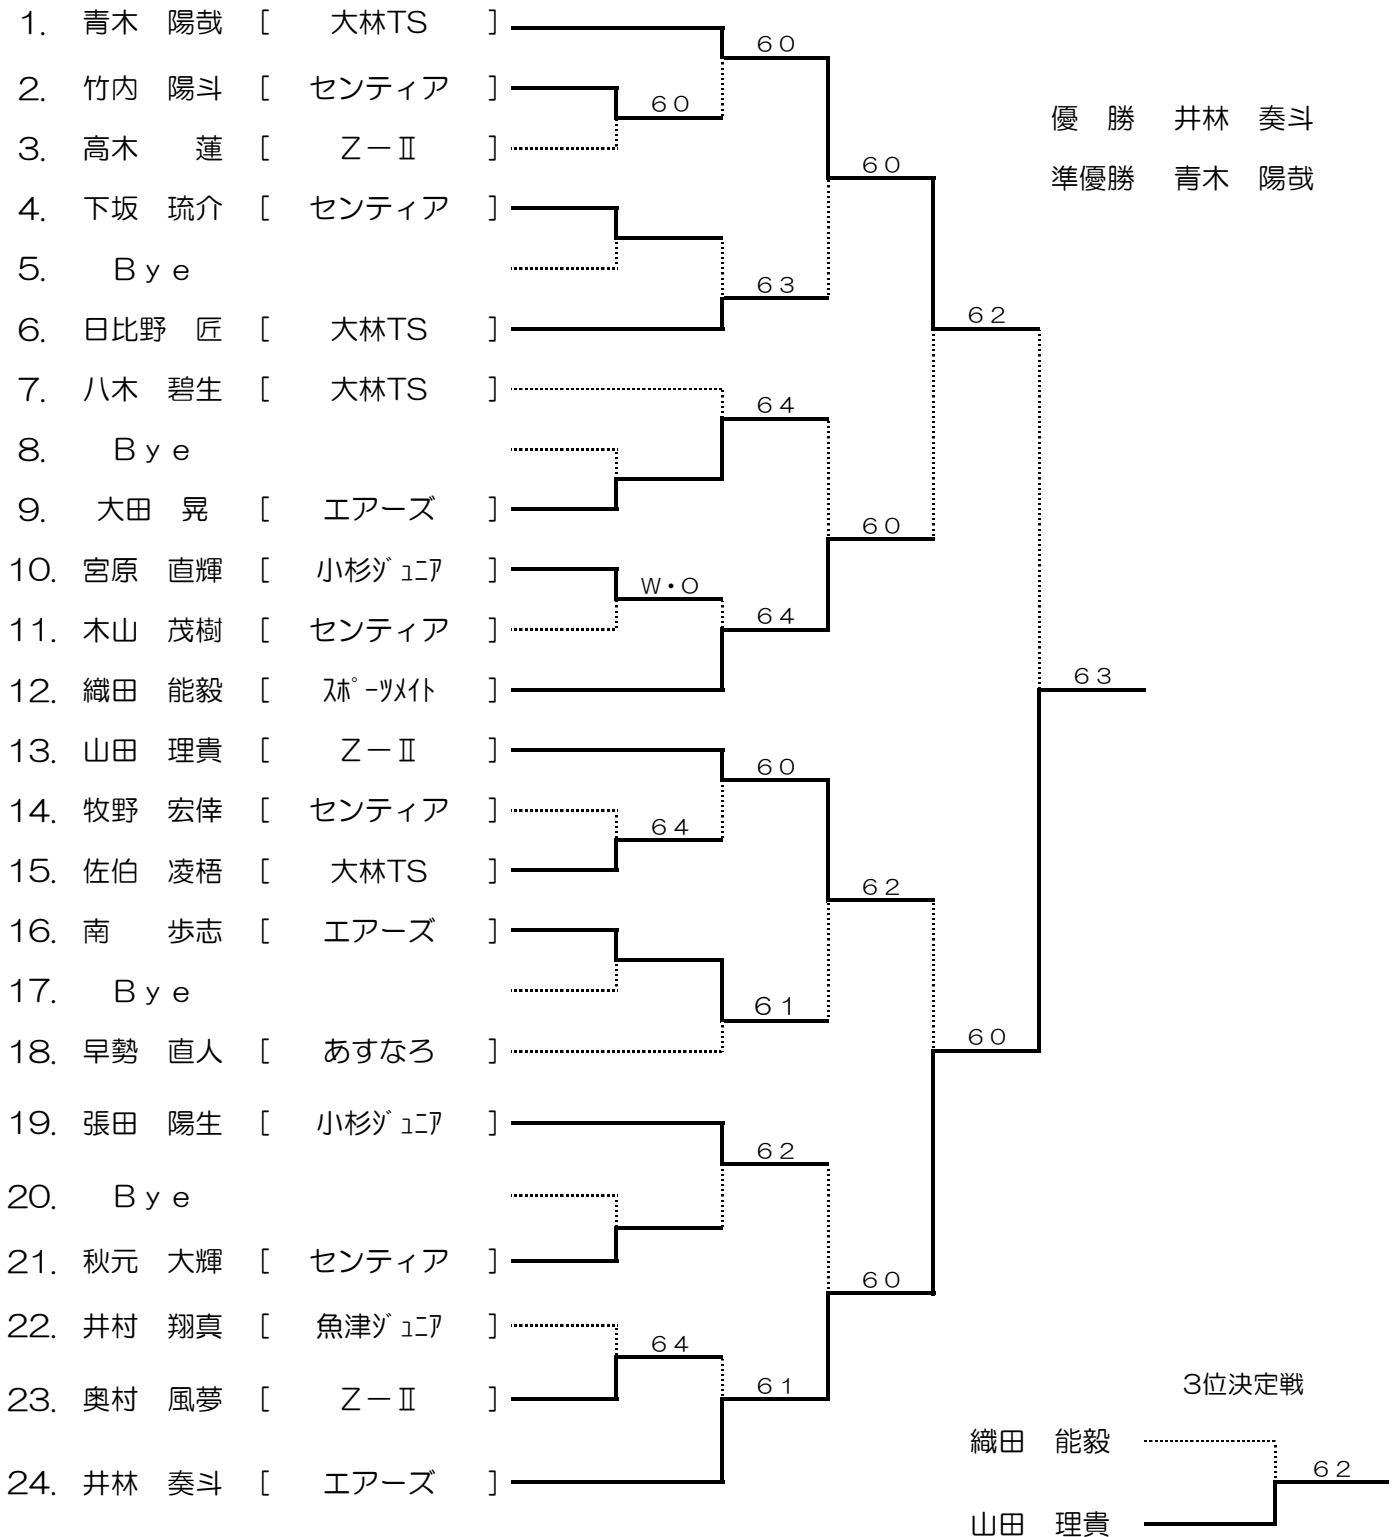 1. 青木 陽哉 [ 大林TS ]
60
2. 竹内 陽斗 [ センティア ]
60
優 勝 井林 奏斗
3. 高木 蓮 [ Z－Ⅱ ]
60
準優勝 青木 陽哉
4. 下坂 琉介 [ センティア ]
5. Bye
63
6. 日比野 匠 [ 大林TS ]
62
7. 八木 碧生 [ 大林TS ]
64
8. Bye
9. 大田 晃 [ エアーズ ]
60
10. 宮原 直輝 [ 小杉ｼﾞｭﾆｱ ]
W・O
11. 木山 茂樹 [ センティア ]
64
12. 織田 能毅 [ ｽﾎﾟｰﾂﾒｲﾄ ]
63
13. 山田 理貴 [ Z－Ⅱ ]
60
14. 牧野 宏倖 [ センティア ]
64
15. 佐伯 凌梧 [ 大林TS ]
62
16. 南 歩志 [ エアーズ ]
17. Bye
61
18. 早勢 直人 [ あすなろ ]
60
19. 張田 陽生 [ 小杉ｼﾞｭﾆｱ ]
62
20. Bye
21. 秋元 大輝 [ センティア ]
60
22. 井村 翔真 [ 魚津ｼﾞｭﾆｱ ]
64
23. 奥村 風夢 [ Z－Ⅱ ]
61
3位決定戦
織田 能毅
62
24. 井林 奏斗 [ エアーズ ]
山田 理貴